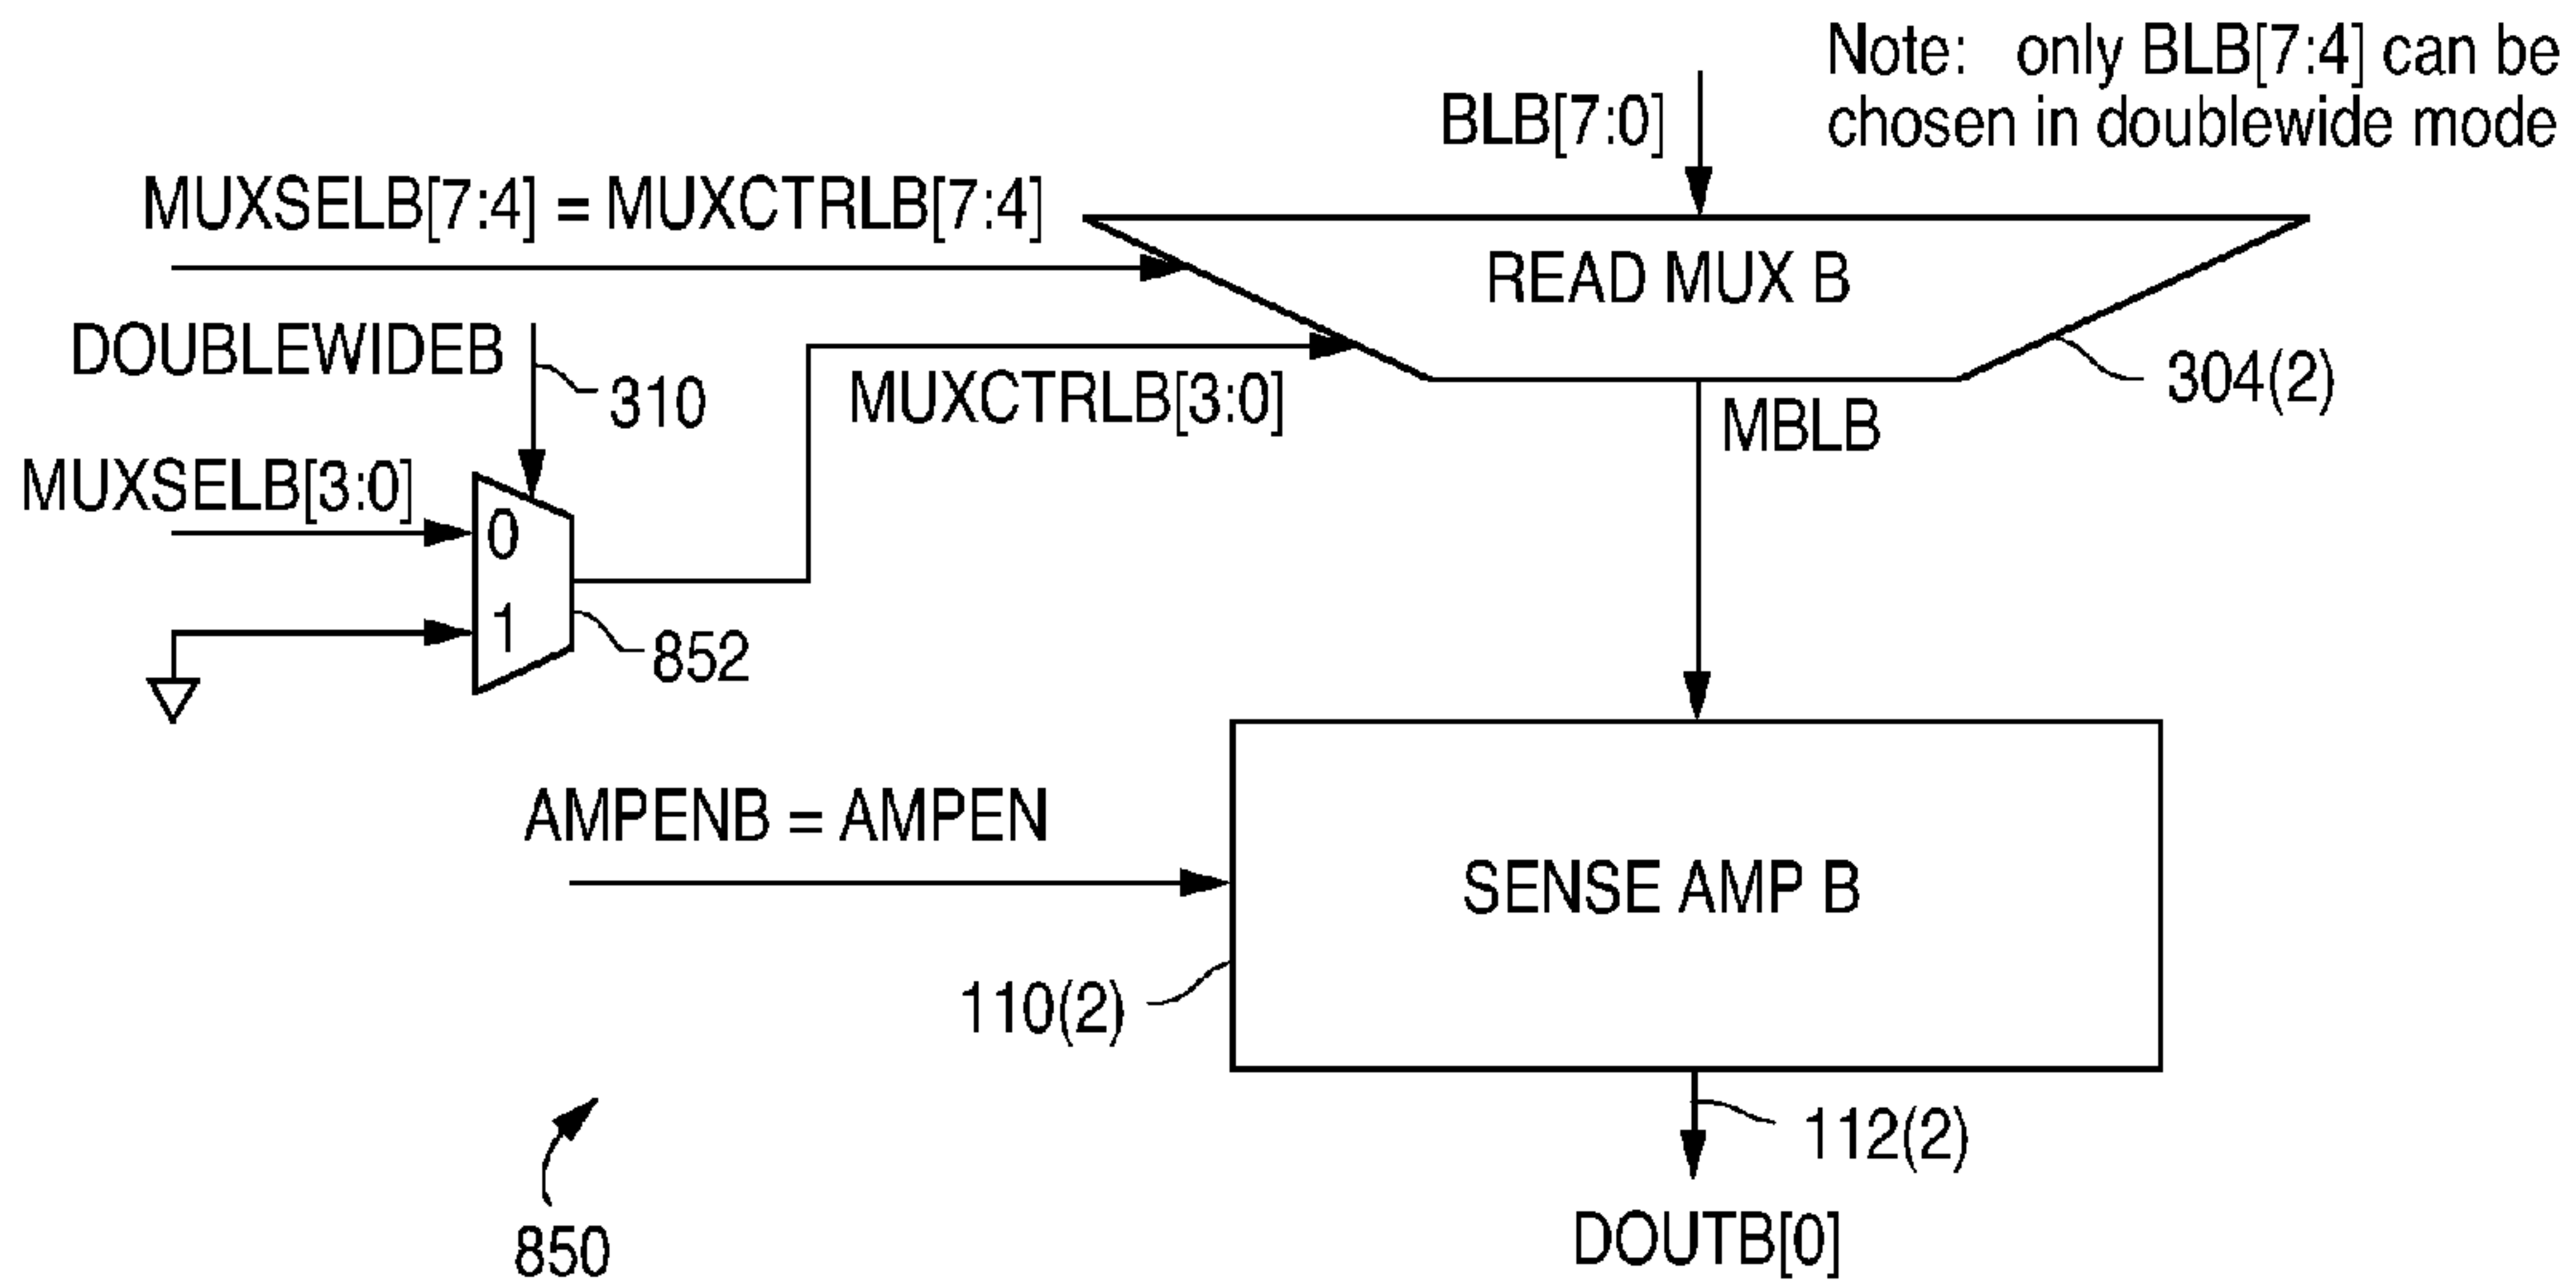 Note: only BLB[7:4] can be
chosen in doublewide mode
BLB[7:0]
MUXSELB[7:4] = MUXCTRLB[7:4]
READ MUX B
DOUBLEWIDEB
310
MUXCTRLB[3:0]
304(2)
MBLB
MUXSELB[3:0]
0
1
852
AMPENB = AMPEN
SENSE AMP B
110(2)
112(2)
850
DOUTB[0]